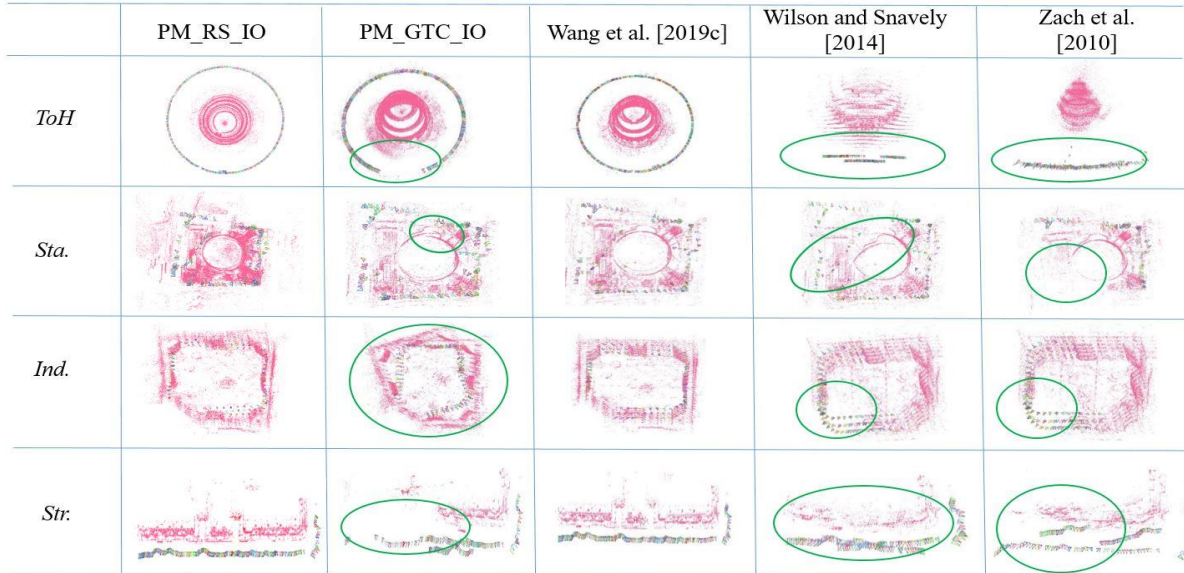 PM_RS_IO PM_GTC_IO Wang et al. [2019c] Wilson and Snavely [2014] Zach et al. [2010]
ToH
Sta.
Ind.
Str.